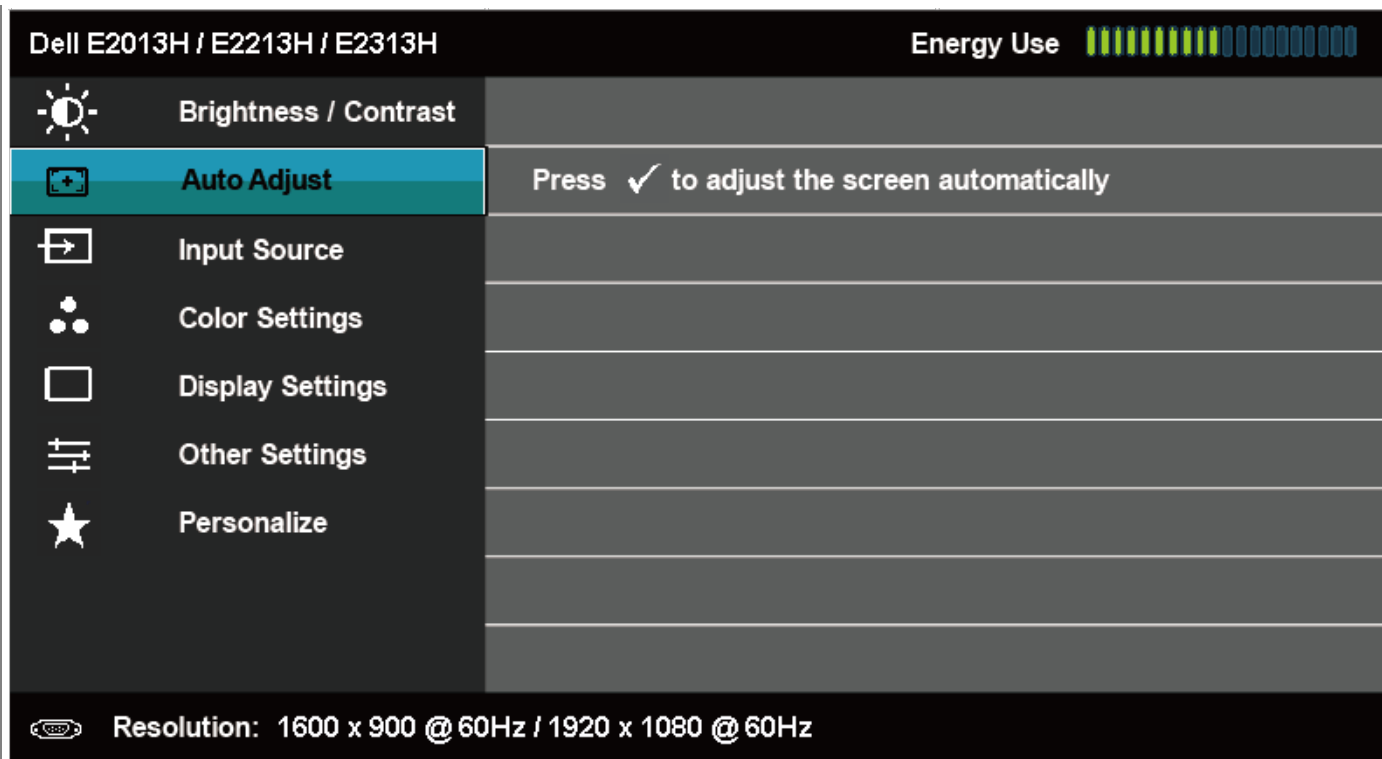 Dell E2013H / E2213H / E2313H Energy Use
Brightness / Contrast
Auto Adjust Press ✓ to adjust the screen automatically
Input Source
Color Settings
Display Settings
Other Settings
Personalize
Resolution: 1600 x 900 @ 60Hz / 1920 x 1080 @ 60Hz